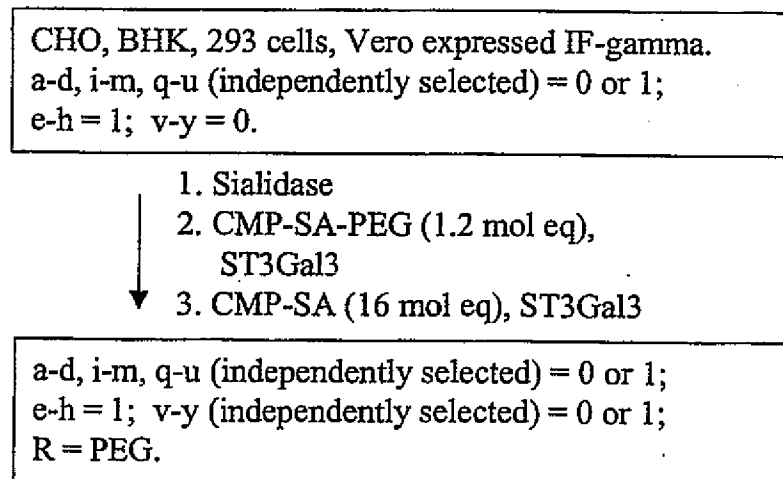 CHO, BHK, 293 cells, Vero expressed IF-gamma.
a-d, i-m, q-u (independently selected) = 0 or 1;
e-h = 1; v-y = 0.
1. Sialidase
2. CMP-SA-PEG (1.2 mol eq),
ST3Gal3
3. CMP-SA (16 mol eq), ST3Gal3
a-d, i-m, q-u (independently selected) = 0 or 1;
e-h = 1; v-y (independently selected) = 0 or 1;
R = PEG.